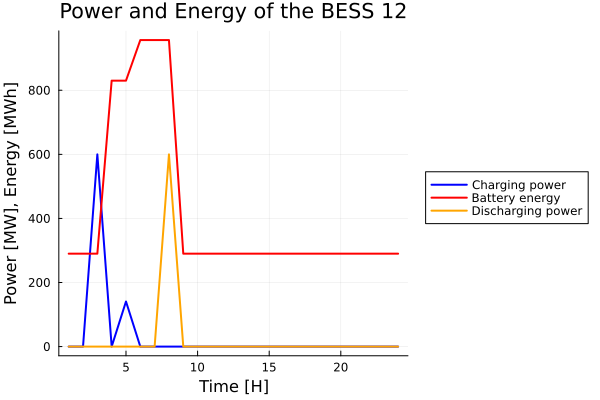 Power and Energy of the BESS 12
Power [MW], Energy [MWh]
800
600
400
200
0
5
10
15
20
Time [H]
Charging power
Battery energy
Discharging power